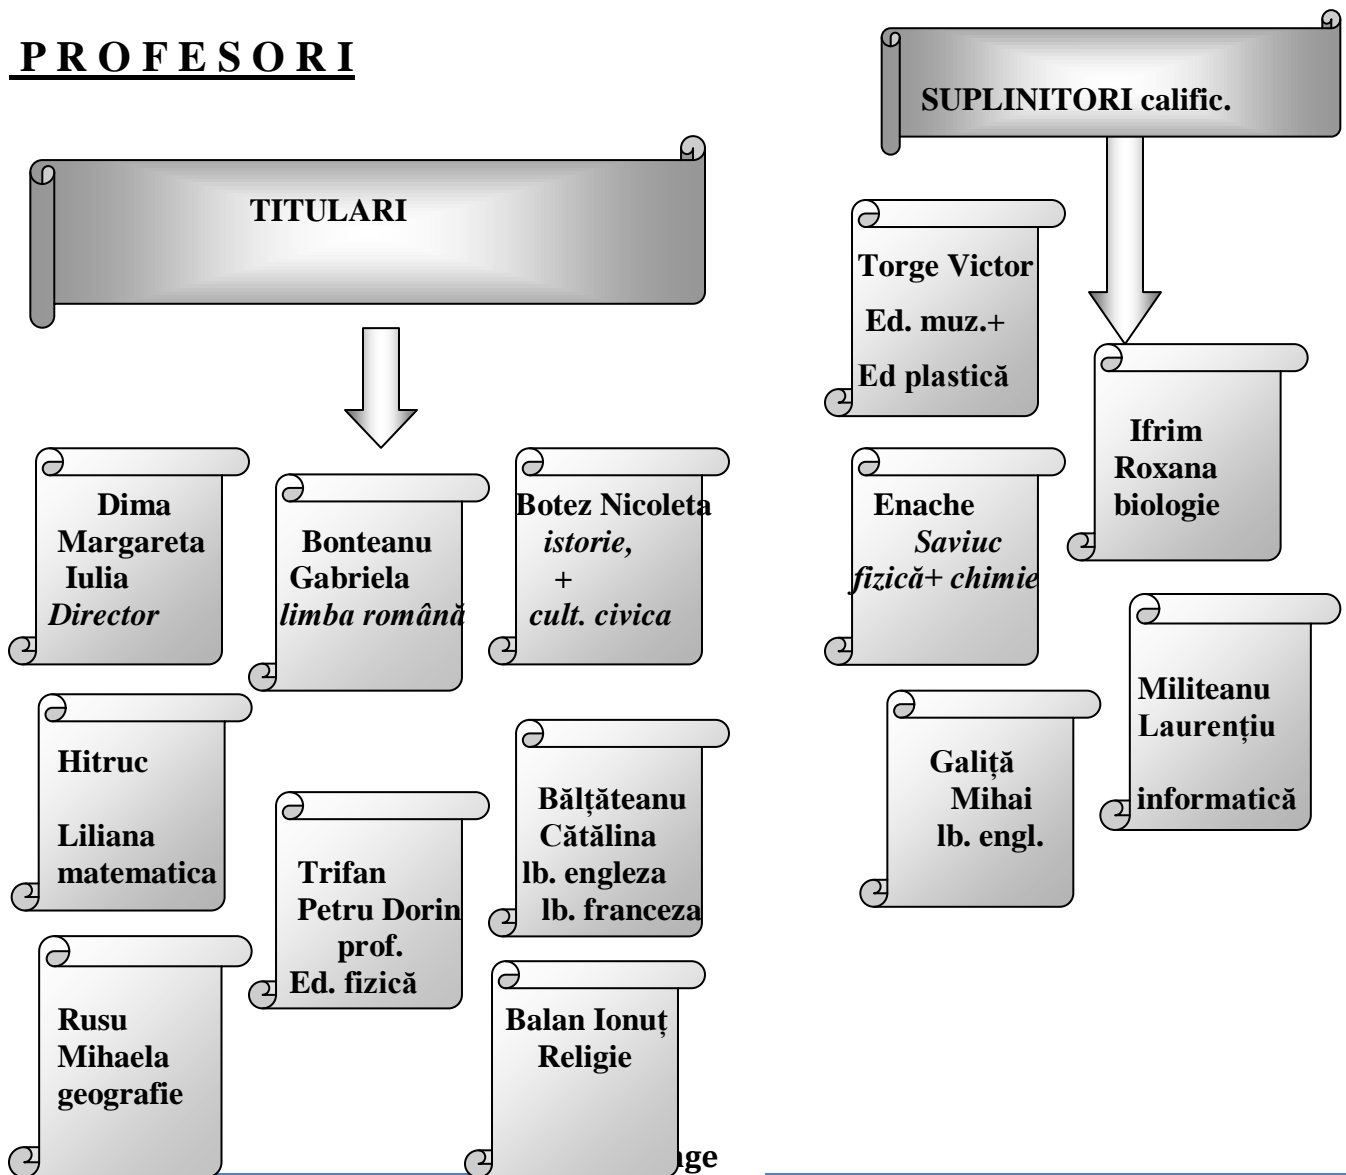 P R O F E S O R I
TITULARI
Dima
Margareta
Iulia
Director
Bonteanu
Gabriela
limba română
Botez Nicoleta
istorie,
+
cult. civica
Hitruc
Liliana
matematica
Trifan
Petru Dorin
prof.
Ed. fizică
Bălțăteanu
Cătălina
lb. engleza
lb. franceza
Rusu
Mihaela
geografie
Balan Ionuț
Religie
SUPLINITORI calific.
Torge Victor
Ed. muz.+
Ed plastică
Ifrim
Roxana
biologie
Enache
Saviuc
fizică+ chimie
Militeanu
Laurențiu
informatică
Galiță
Mihai
lb. engl.